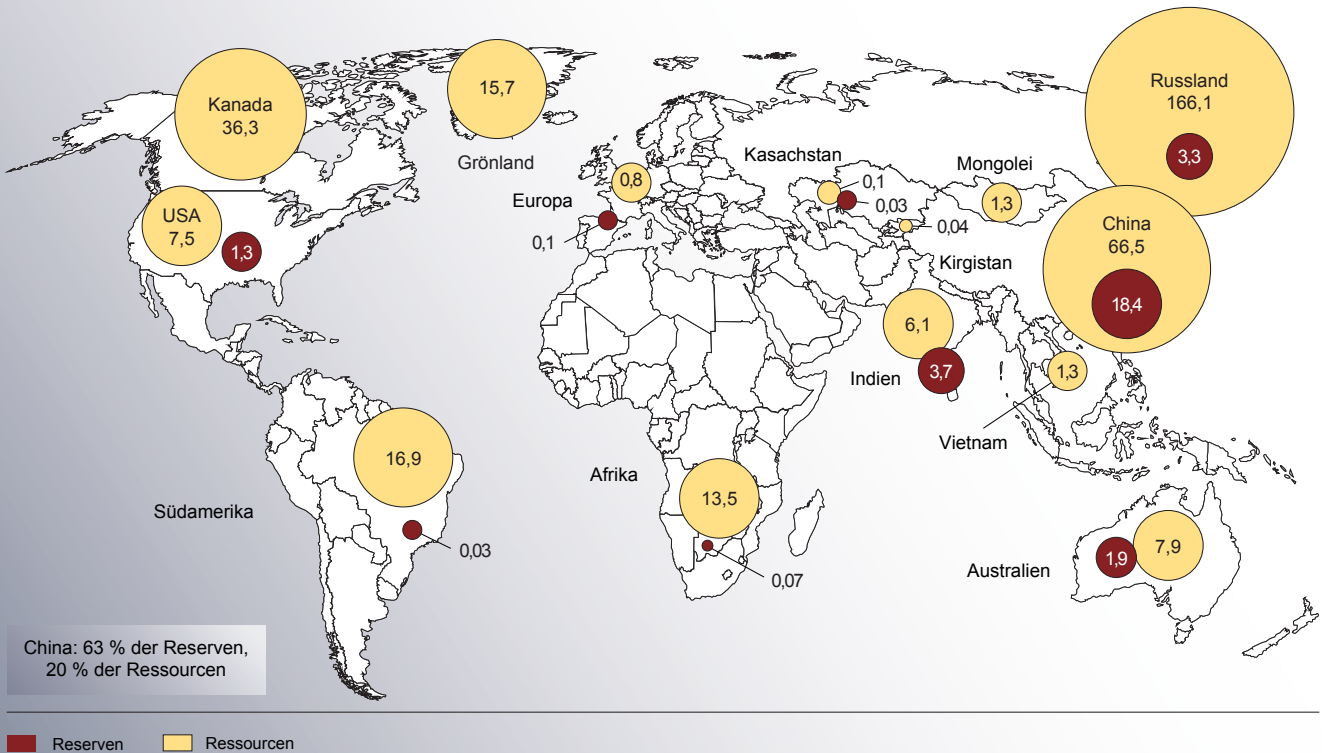 Kanada
36,3
15,7
Grönland
Russland
166,1
3,3
USA
7,5
1,3
Europa
0,8
0,1
Kasachstan
0,1
0,03
0,04
Kirgistan
Mongolei
1,3
China
66,5
18,4
6,1
3,7
Indien
1,3
Vietnam
16,9
Südamerika
0,03
Afrika
13,5
0,07
Australien
1,9
7,9
China: 63 % der Reserven,
20 % der Ressourcen
Reserven
Ressourcen